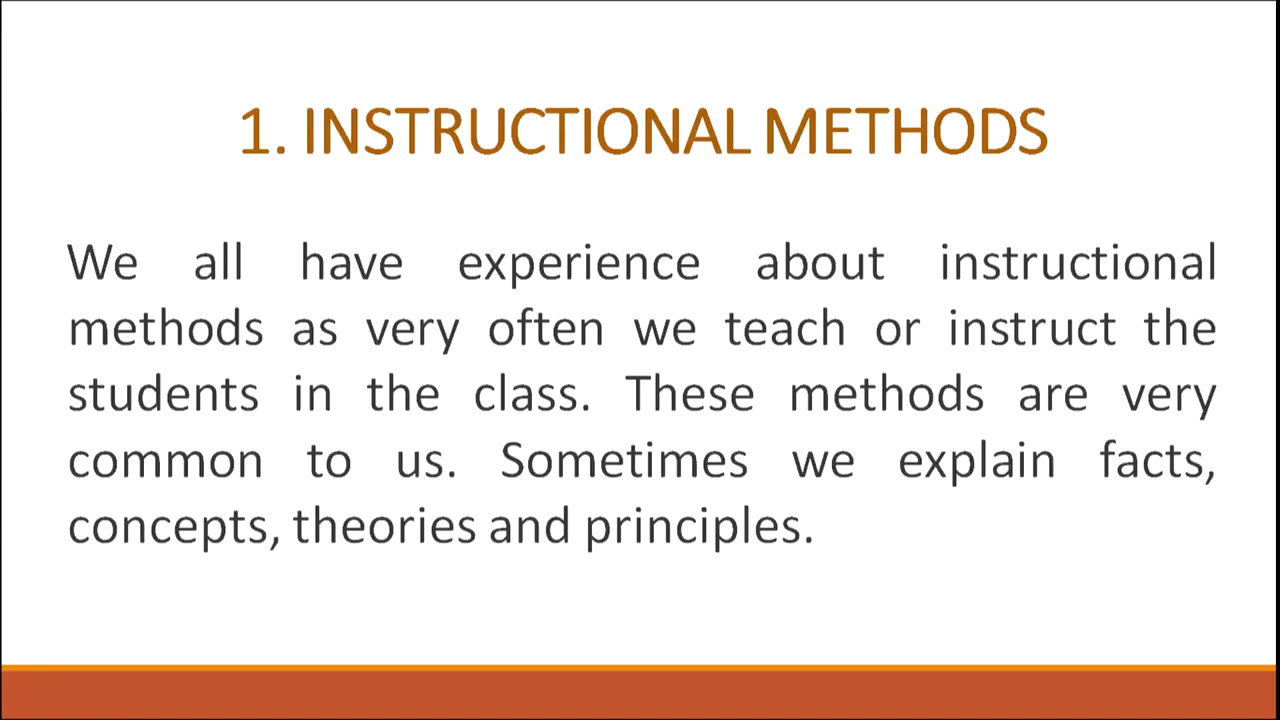 1. INSTRUCTIONAL METHODS
We all have experience about instructional
methods as very often we teach or instruct the
students in the class. These methods are very
common to us. Sometimes we explain facts,
concepts, theories and principles.